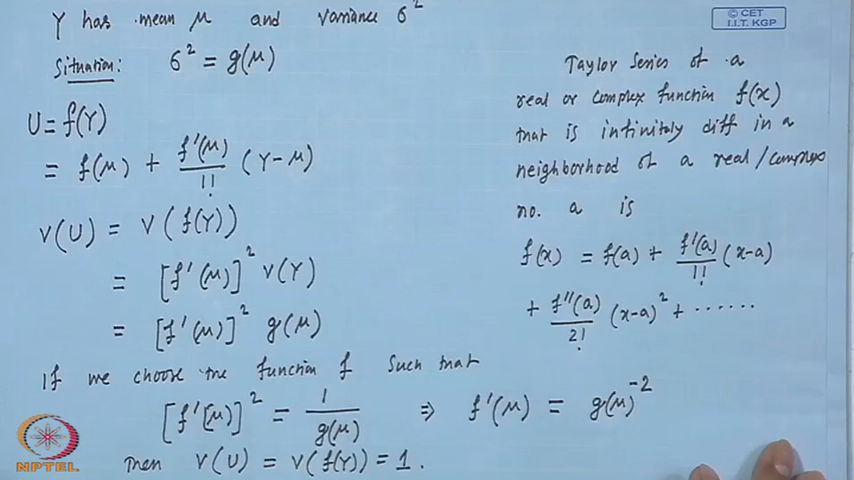 Y has mean μ and variance σ²
© CET
I.I.T. KGP
Situation: σ² = g(μ)
U = f(Y)
= f(μ) + f'(μ)/1! (Y-μ)
V(U) = V(f(Y))
= [f'(μ)]² V(Y)
= [f'(μ)]² g(μ)
Taylor Series of a
real or complex function f(x)
that is infinitely diff in a
neighborhood of a real/complex
no. a is
f(x) = f(a) + f'(a)/1! (x-a)
+ f''(a)/2! (x-a)² + ......
If we choose the function f such that
[f'(μ)]² = 1/g(μ) ⇒ f'(μ) = g(μ)⁻²
Then V(U) = V(f(Y)) = 1.
NPTEL